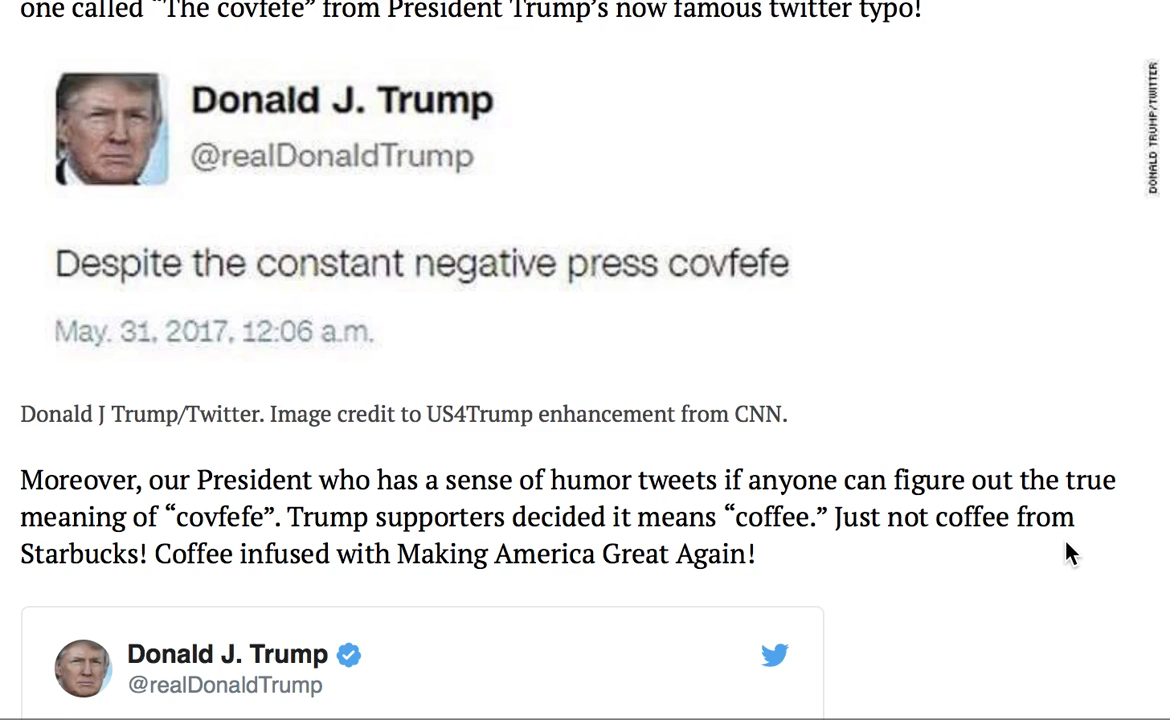 one called “The covfefe” from President Trump’s now famous twitter typo!
Donald J. Trump
@realDonaldTrump
DONALD TRUMP/TWITTER
Despite the constant negative press covfefe
May. 31, 2017, 12:06 a.m.
Donald J Trump/Twitter. Image credit to US4Trump enhancement from CNN.
Moreover, our President who has a sense of humor tweets if anyone can figure out the true
meaning of “covfefe”. Trump supporters decided it means “coffee.” Just not coffee from
Starbucks! Coffee infused with Making America Great Again!
Donald J. Trump
@realDonaldTrump